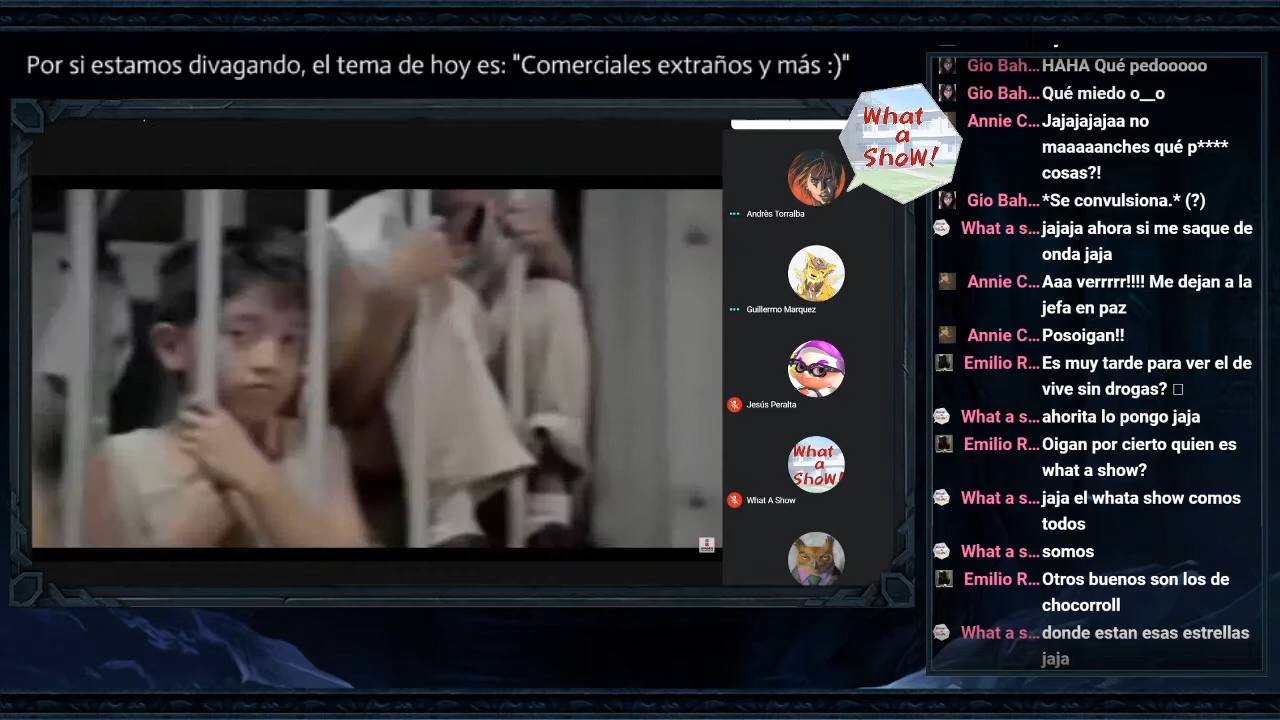 Por si estamos divagando, el tema de hoy es: "Comerciales extraños y más :)"
What
a
ShoW!
Andrès Torralba
Guillermo Marquez
Jesús Peralta
What
a
ShoW!
What A Show
Gio Bah... HAHA Qué pedooooo
Gio Bah... Qué miedo o__o
Annie C... Jajajajajaa no
maaaaanches qué p****
cosas?!
Gio Bah... *Se convulsiona.* (?)
What a s... jajaja ahora si me saque de
onda jaja
Annie C... Aaa verrrrr!!!! Me dejan a la
jefa en paz
Annie C... Posoigan!!
Emilio R... Es muy tarde para ver el de
vive sin drogas?
What a s... ahorita lo pongo jaja
Emilio R... Oigan por cierto quien es
what a show?
What a s... jaja el whata show comos
todos
What a s... somos
Emilio R... Otros buenos son los de
chocorroll
What a s... donde estan esas estrellas
jaja